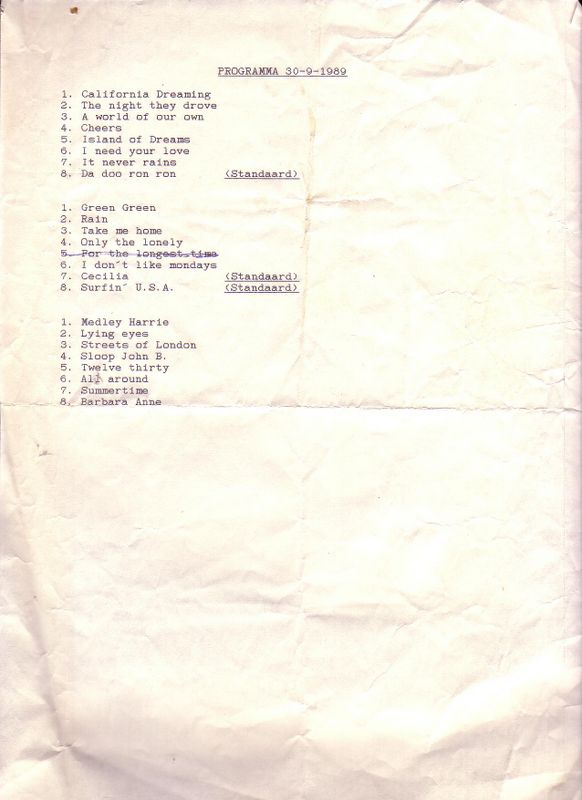 PROGRAMMA 30-9-1989
1. California Dreaming
2. The night they drove
3. A world of our own
4. Cheers
5. Island of Dreams
6. I need your love
7. It never rains
8. Da doo ron ron (Standaard)
1. Green Green
2. Rain
3. Take me home
4. Only the lonely
5. For the longest time
6. I don´t like mondays
7. Cecilia (Standaard)
8. Surfin´ U.S.A. (Standaard)
1. Medley Harrie
2. Lying eyes
3. Streets of London
4. Sloop John B.
5. Twelve thirty
6. All around
7. Summertime
8. Barbara Anne